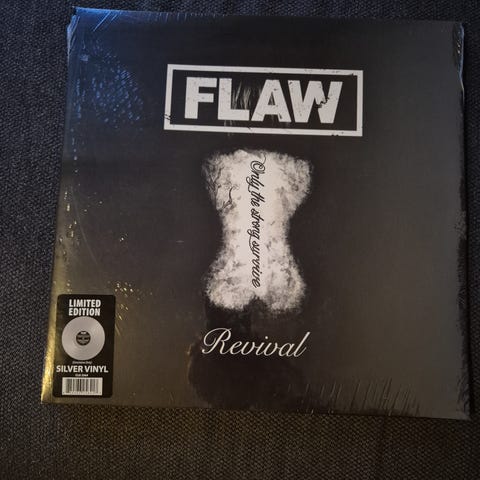 FLAW
Only the strong survive
Revival
LIMITED
EDITION
SILVER VINYL